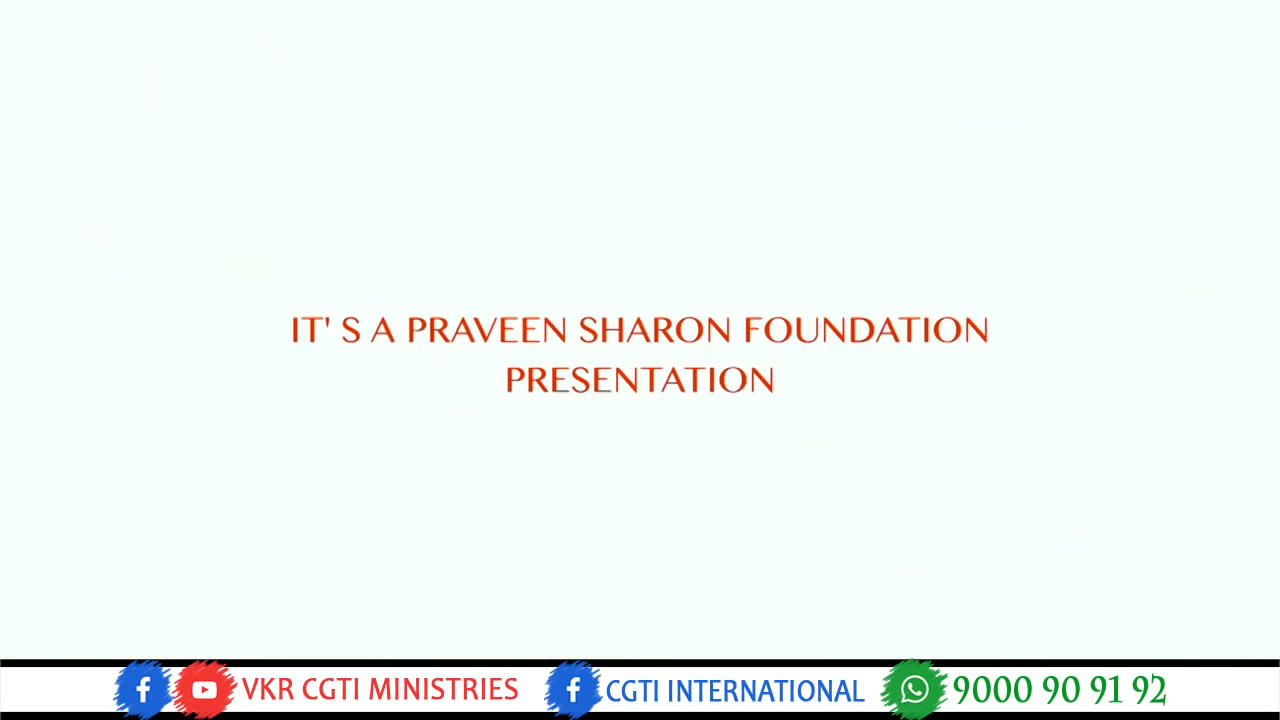 IT' S A PRAVEEN SHARON FOUNDATION
PRESENTATION
VKR CGTI MINISTRIES CGTI INTERNATIONAL 9000 90 91 92